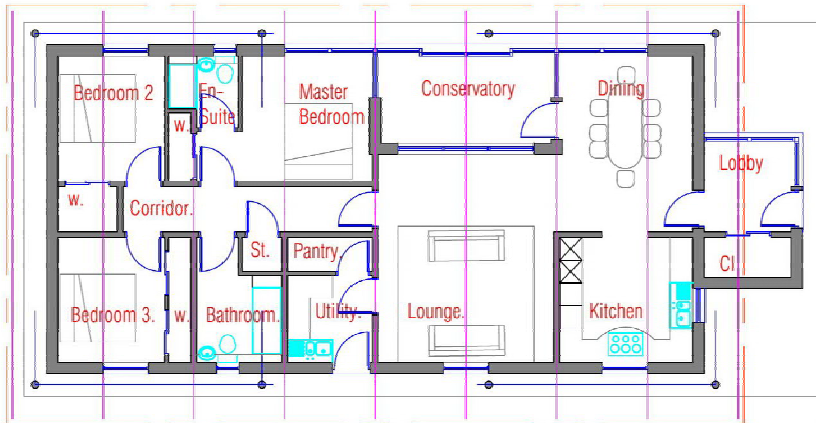 Bedroom 2
En-
Suite
w.
Master
Bedroom
Conservatory
Dining
Lobby
w.
Corridor.
St.
Pantry.
Cl.
Bedroom 3.
w.
Bathroom.
Utility.
Lounge.
Kitchen